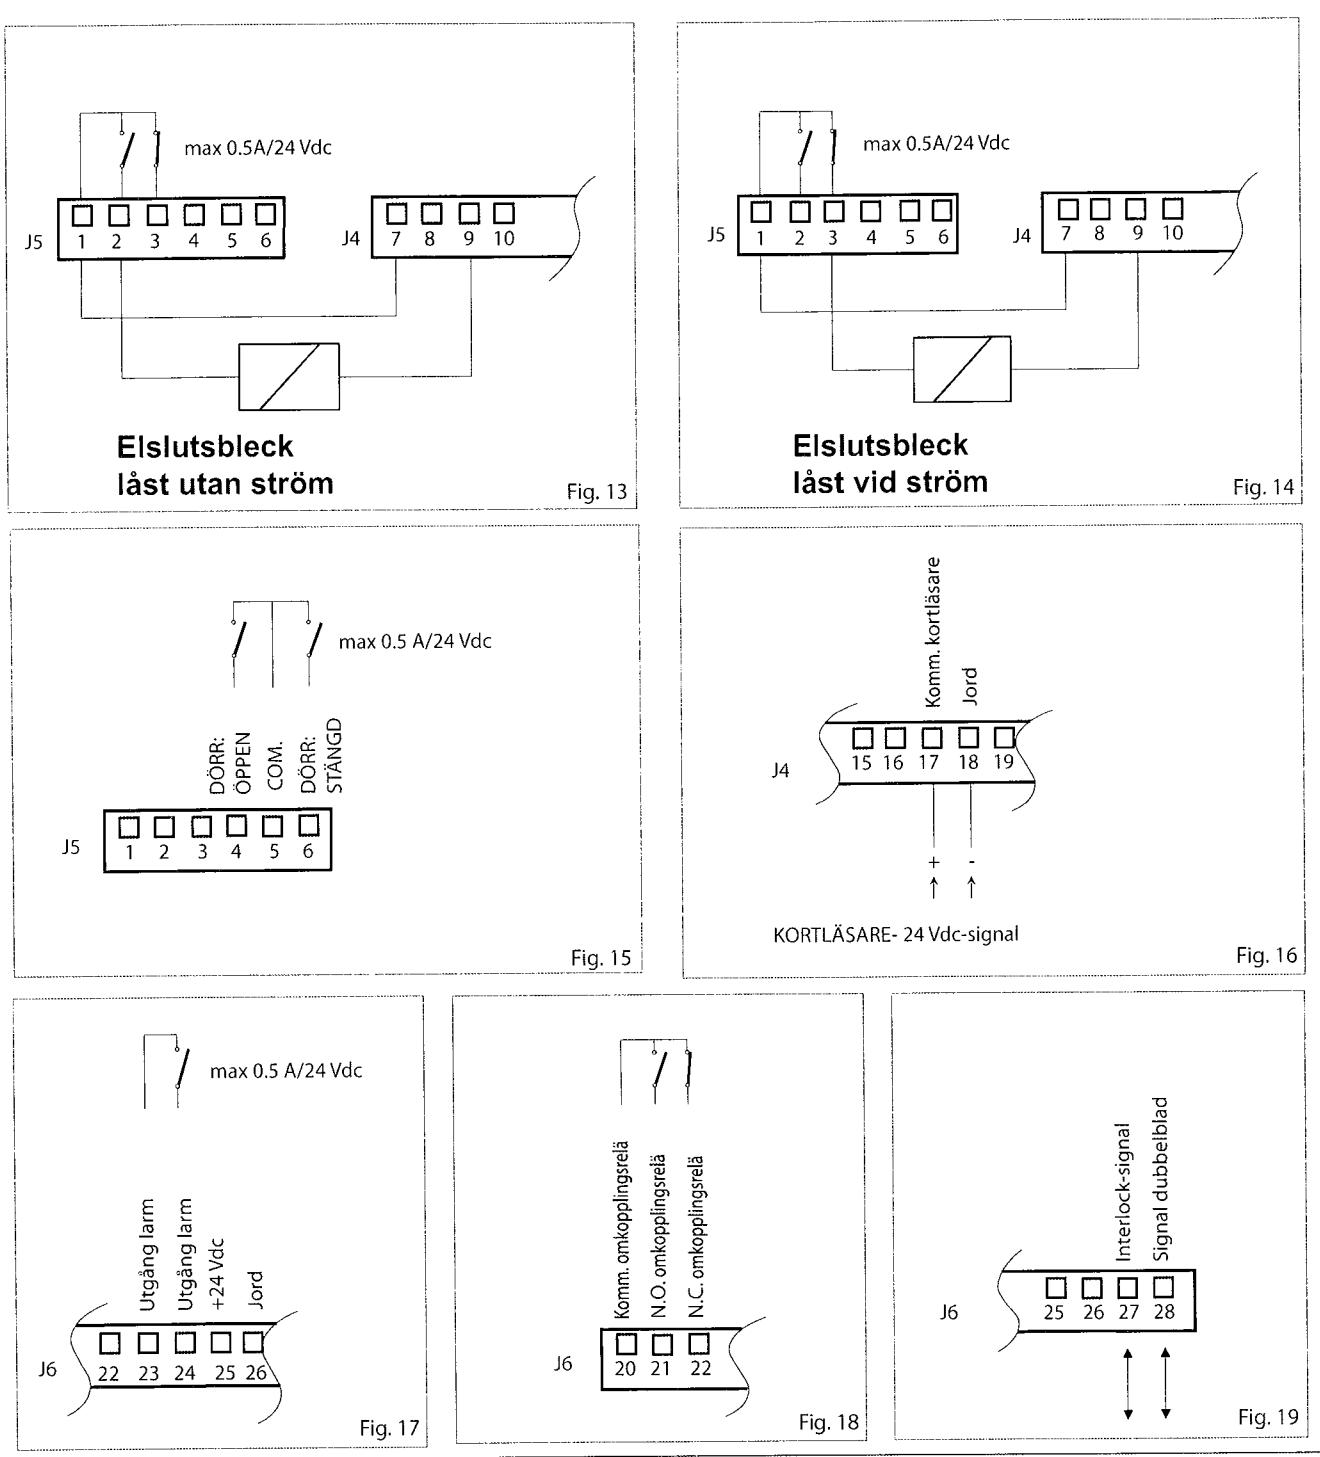 max 0.5A/24 Vdc
J5
1 2 3 4 5 6
J4
7 8 9 10
Elslutsbleck
låst utan ström
Fig. 13
max 0.5A/24 Vdc
J5
1 2 3 4 5 6
J4
7 8 9 10
Elslutsbleck
låst vid ström
Fig. 14
max 0.5 A/24 Vdc
DÖRR:
ÖPPEN
COM.
DÖRR:
STÄNGD
J5
1 2 3 4 5 6
Fig. 15
Komm. kortläsare
Jord
J4
15 16 17 18 19
+ -
KORTLÄSARE- 24 Vdc-signal
Fig. 16
max 0.5 A/24 Vdc
Utgång larm
Utgång larm
+24 Vdc
Jord
J6
22 23 24 25 26
Fig. 17
Komm. omkopplingsrelä
N.O. omkopplingsrelä
N.C. omkopplingsrelä
J6
20 21 22
Fig. 18
Interlock-signal
Signal dubbelblad
J6
25 26 27 28
Fig. 19